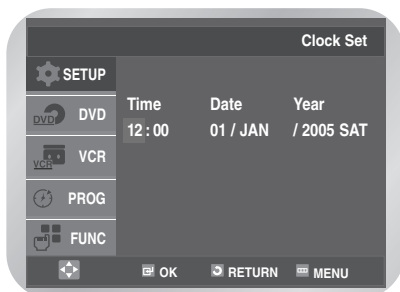 Clock Set
SETUP
DVD DVD
VCR VCR
PROG
FUNC
Time Date Year
12 : 00 01 / JAN / 2005 SAT
OK RETURN MENU